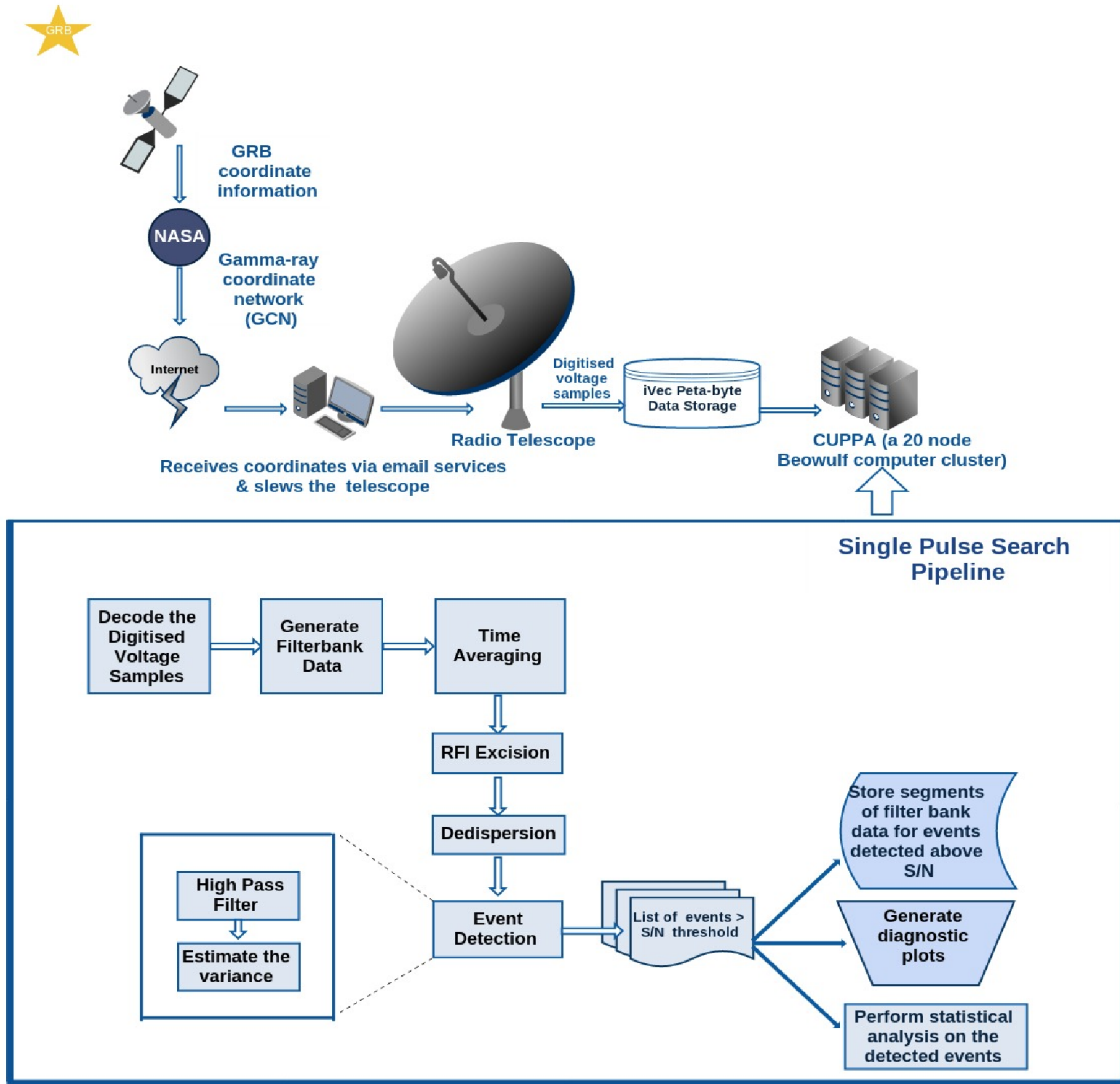 GRB
GRB
coordinate
information
NASA
Gamma-ray
coordinate
network
(GCN)
Internet
Receives coordinates via email services
& slews the telescope
Radio Telescope
Digitised
voltage
samples
iVec Peta-byte
Data Storage
CUPPA (a 20 node
Beowulf computer cluster)
Single Pulse Search
Pipeline
Decode the
Digitised
Voltage
Samples
Generate
Filterbank
Data
Time
Averaging
RFI Excision
Dedispersion
Event
Detection
High Pass
Filter
Estimate the
variance
List of events >
S/N threshold
Store segments
of filter bank
data for events
detected above
S/N
Generate
diagnostic
plots
Perform statistical
analysis on the
detected events